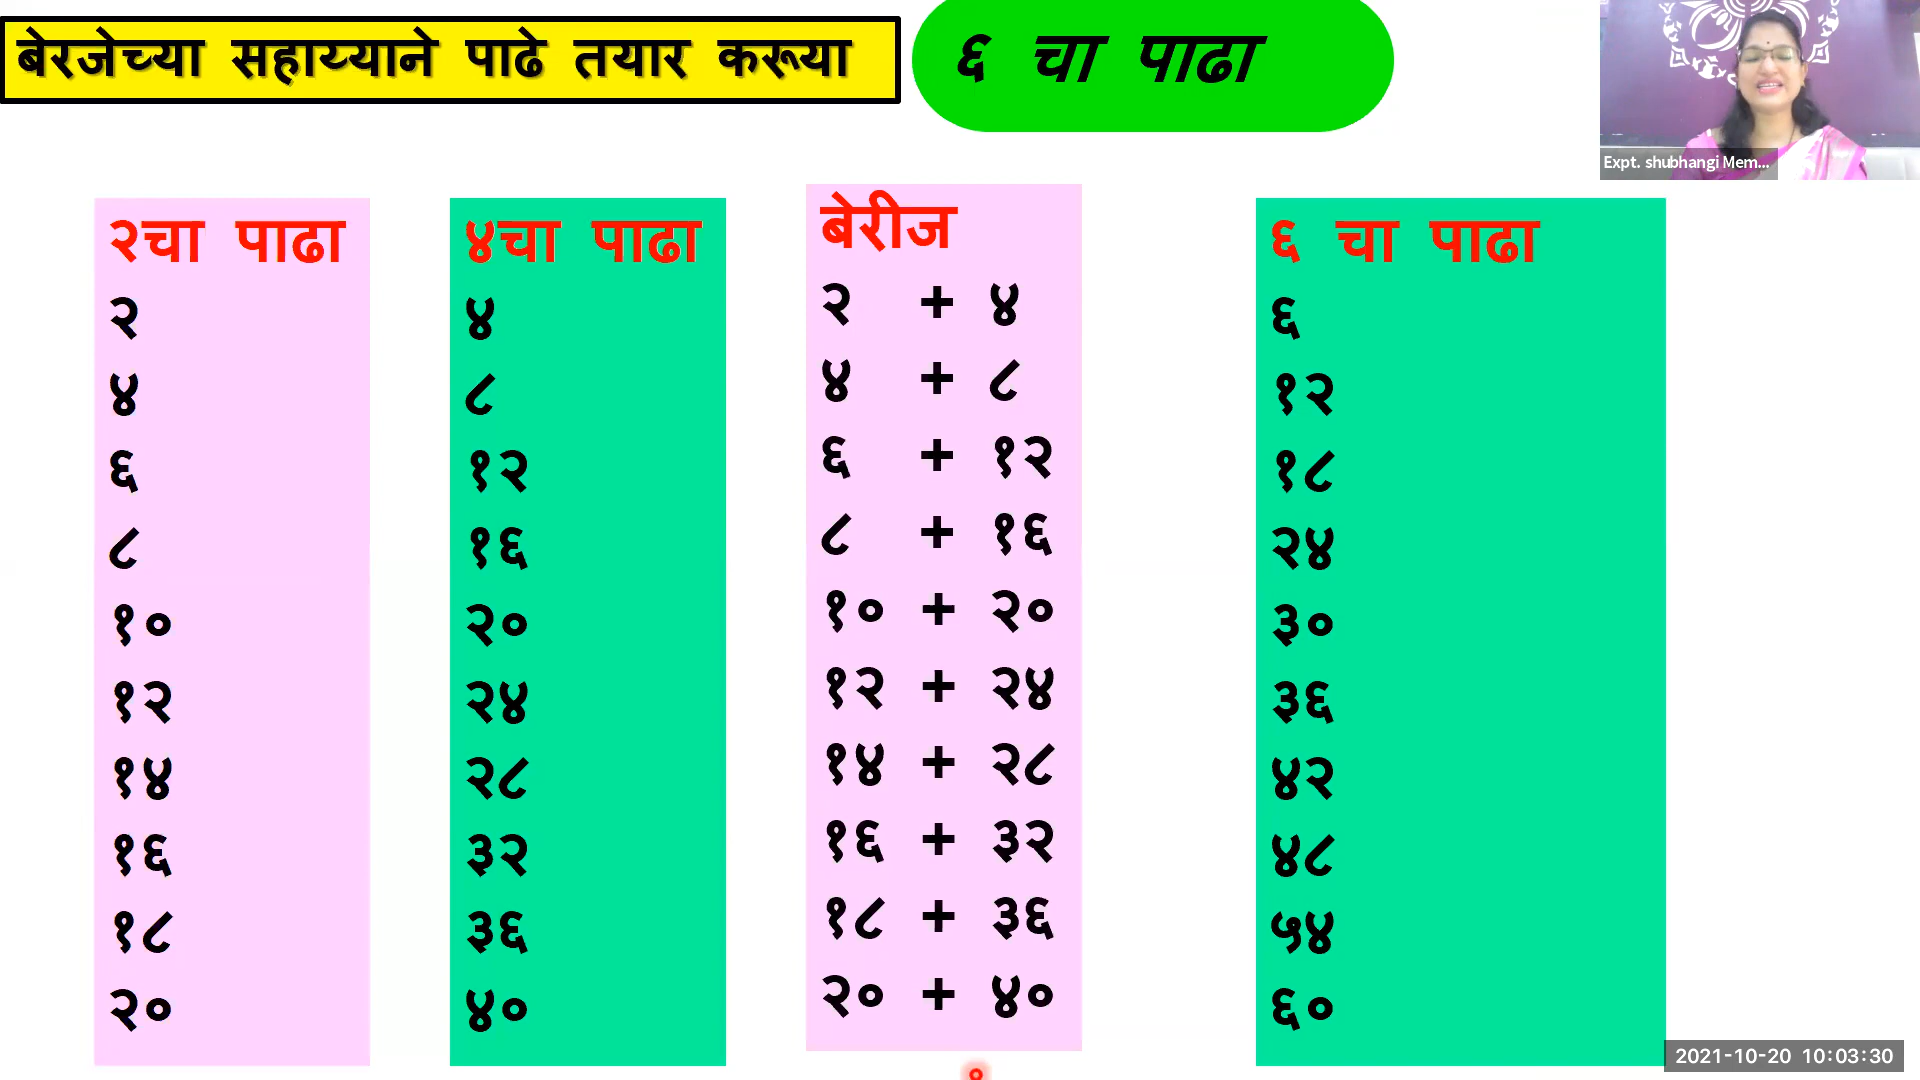 बेरजेच्या सहाय्याने पाढे तयार करूया
६ चा पाढा
Expt. shubhangi Mem...
२चा पाढा
२
४
६
८
१०
१२
१४
१६
१८
२०
४चा पाढा
४
८
१२
१६
२०
२४
२८
३२
३६
४०
बेरीज
२ + ४
४ + ८
६ + १२
८ + १६
१० + २०
१२ + २४
१४ + २८
१६ + ३२
१८ + ३६
२० + ४०
६ चा पाढा
६
१२
१८
२४
३०
३६
४२
४८
५४
६०
2021-10-20 10:03:30